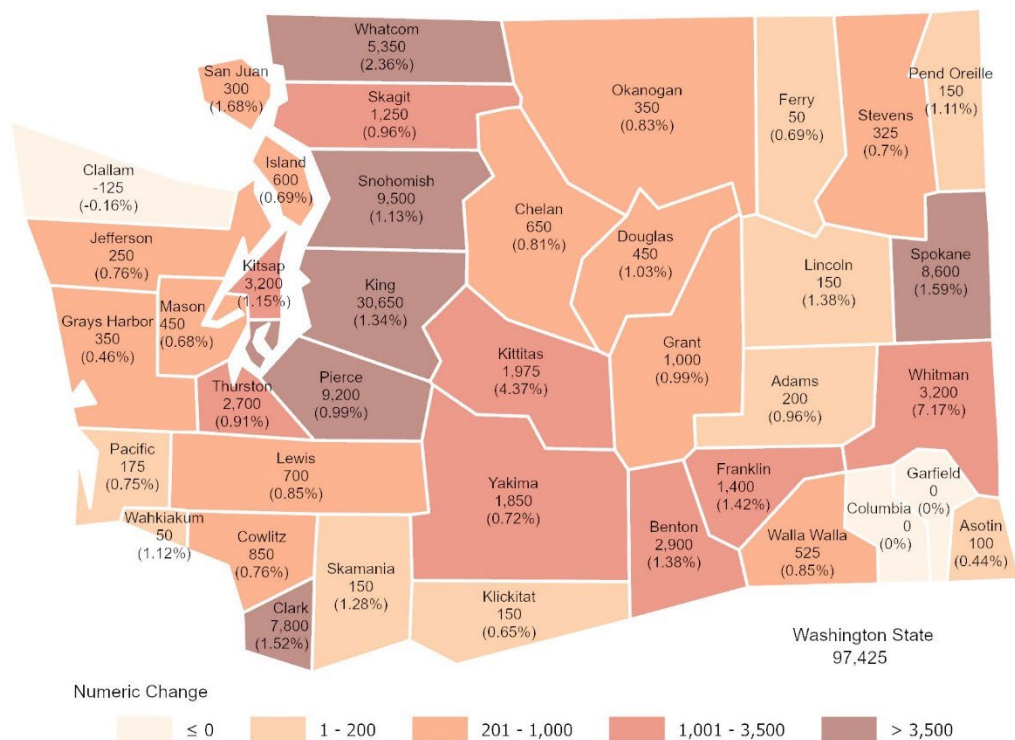 Whatcom
5,350
(2.36%)
San Juan
300
(1.68%)
Skagit
1,250
(0.96%)
Okanogan
350
(0.83%)
Ferry
50
(0.69%)
Stevens
325
(0.7%)
Pend Oreille
150
(1.11%)
Clallam
-125
(-0.16%)
Island
600
(0.69%)
Snohomish
9,500
(1.13%)
Chelan
650
(0.81%)
Douglas
450
(1.03%)
Jefferson
250
(0.76%)
Kitsap
3,200
(1.15%)
King
30,650
(1.34%)
Lincoln
150
(1.38%)
Spokane
8,600
(1.59%)
Grays Harbor
350
(0.46%)
Mason
450
(0.68%)
Thurston
2,700
(0.91%)
Pierce
9,200
(0.99%)
Kittitas
1,975
(4.37%)
Grant
1,000
(0.99%)
Adams
200
(0.96%)
Whitman
3,200
(7.17%)
Pacific
175
(0.75%)
Lewis
700
(0.85%)
Yakima
1,850
(0.72%)
Benton
2,900
(1.38%)
Franklin
1,400
(1.42%)
Walla Walla
525
(0.85%)
Columbia
0
(0%)
Garfield
0
(0%)
Asotin
100
(0.44%)
Wahkiakum
50
(1.12%)
Cowlitz
850
(0.76%)
Skamania
150
(1.28%)
Clark
7,800
(1.52%)
Klickitat
150
(0.65%)
Washington State
97,425
Numeric Change
≤ 0
1 - 200
201 - 1,000
1,001 - 3,500
> 3,500